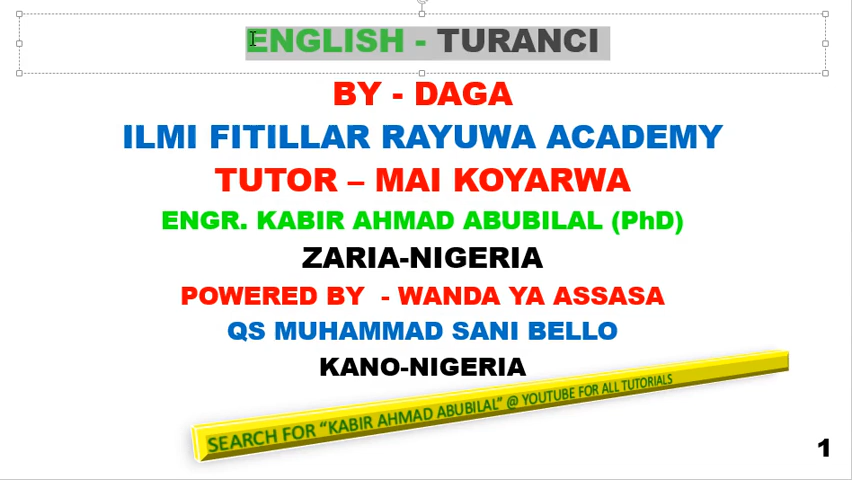 ENGLISH - TURANCI
BY - DAGA
ILMI FITILLAR RAYUWA ACADEMY
TUTOR – MAI KOYARWA
ENGR. KABIR AHMAD ABUBILAL (PhD)
ZARIA-NIGERIA
POWERED BY - WANDA YA ASSASA
QS MUHAMMAD SANI BELLO
KANO-NIGERIA
SEARCH FOR “KABIR AHMAD ABUBILAL” @ YOUTUBE FOR ALL TUTORIALS
1